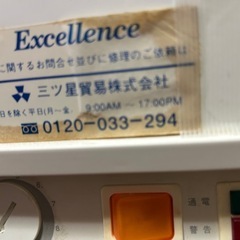 Excellence
に関するお問合せ並びに修理のご依頼は
三ツ星貿易株式会社
日を除く平日(月～金、 9:00AM ～ 17:00PM
0120-033-294
通電
警告